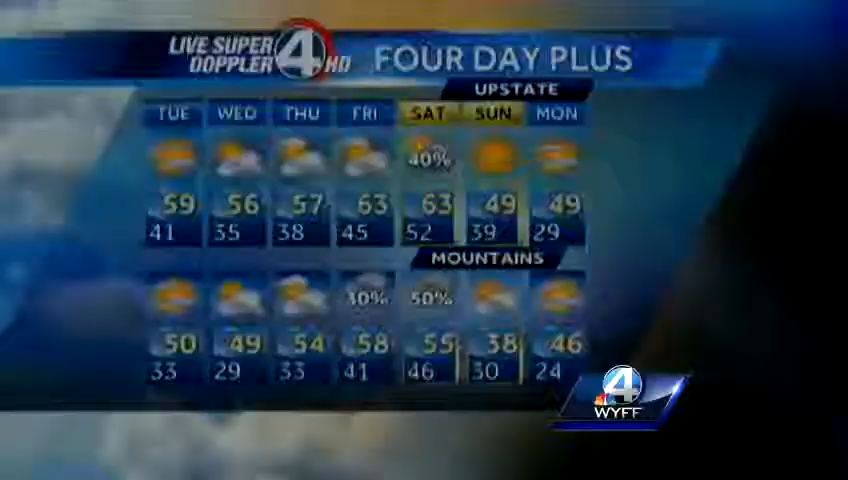 LIVE SUPER
DOPPLER 4 HD
FOUR DAY PLUS
UPSTATE
TUE WED THU FRI SAT SUN MON
40%
59 56 57 63 63 49 49
41 35 38 45 52 39 29
MOUNTAINS
30% 50%
50 49 54 58 55 38 46
33 29 33 41 46 30 24
4
WYFF